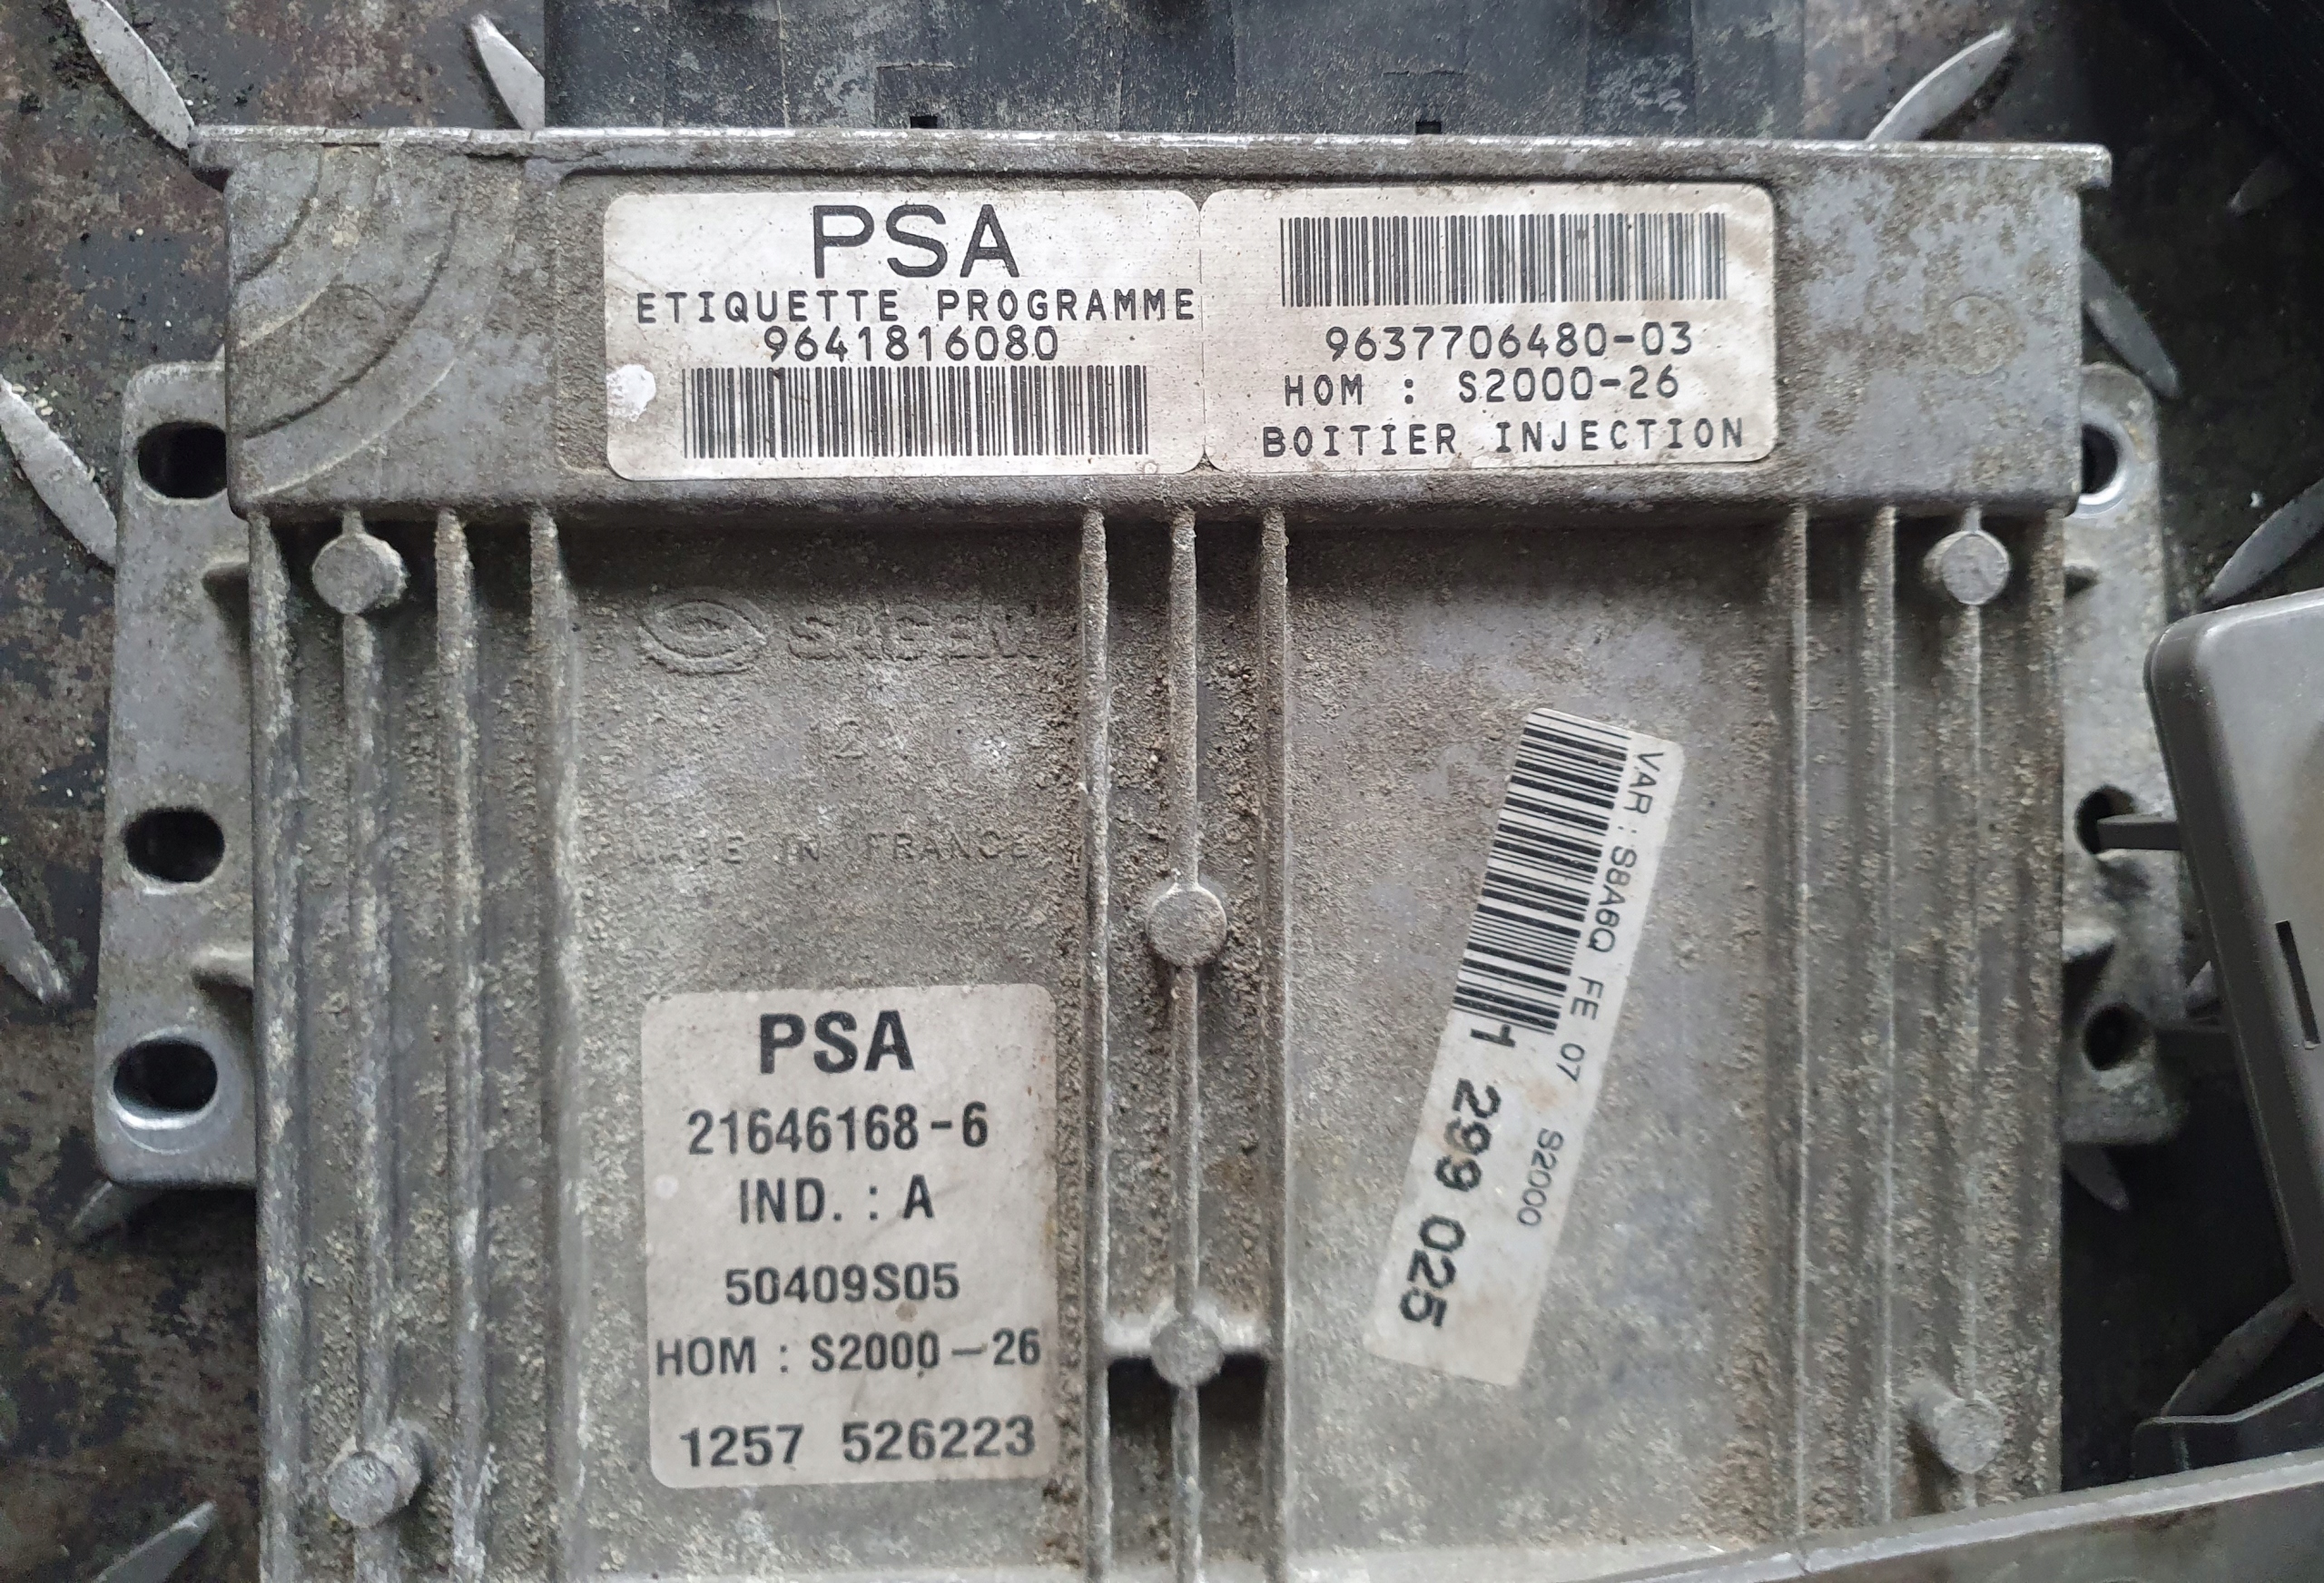 PSA
ETIQUETTE PROGRAMME
9641816080
9637706480-03
HOM : S2000-26
BOITIER INJECTION
SAGEM
2
MADE IN FRANCE
VAR : S8A6Q FE 07 S2000
1 299 025
PSA
21646168-6
IND. : A
50409S05
HOM : S2000-26
1257 526223